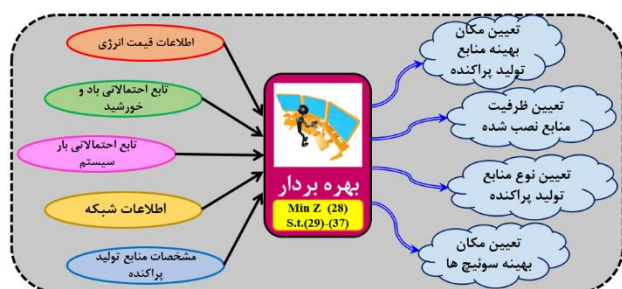 اطلاعات قیمت انرژی
تابع احتمالاتی باد و
خورشید
تابع احتمالاتی بار
سیستم
اطلاعات شبکه
مشخصات منابع تولید
پراکنده
بهره بردار
Min Z (28)
S.t.(29)-(37)
تعیین مکان
بهینه منابع
تولید پراکنده
تعیین ظرفیت
منابع نصب شده
تعیین نوع منابع
تولید پراکنده
تعیین مکان
بهینه سوئیچ ها